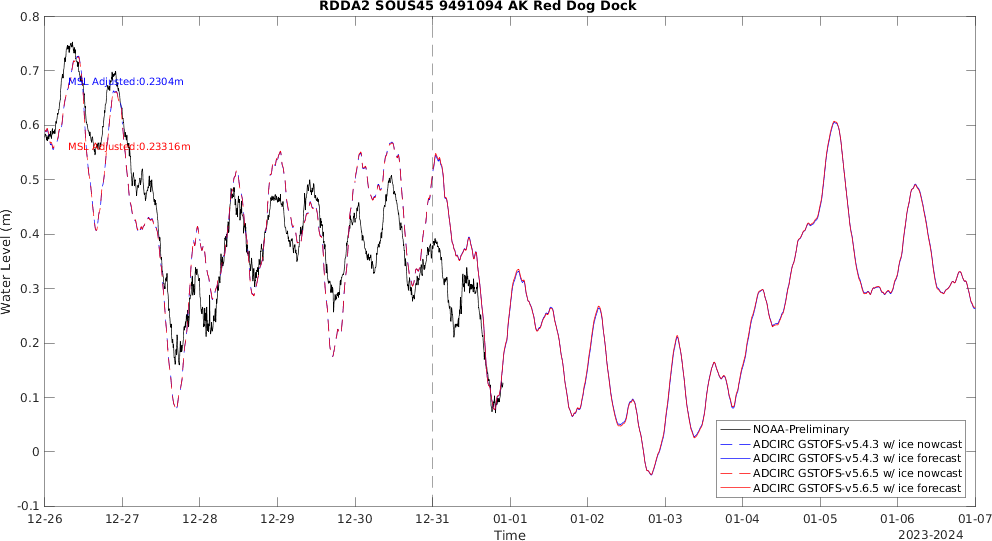 RDDA2 SOUS45 9491094 AK Red Dog Dock
0.8
0.7
0.6
0.5
0.4
0.3
0.2
0.1
0
-0.1
Water Level (m)
MSL Adjusted:0.2304m
MSL Adjusted:0.23316m
NOAA-Preliminary
ADCIRC GSTOFS-v5.4.3 w/ ice nowcast
ADCIRC GSTOFS-v5.4.3 w/ ice forecast
ADCIRC GSTOFS-v5.6.5 w/ ice nowcast
ADCIRC GSTOFS-v5.6.5 w/ ice forecast
12-26 12-27 12-28 12-29 12-30 12-31 01-01 01-02 01-03 01-04 01-05 01-06 01-07
Time
2023-2024